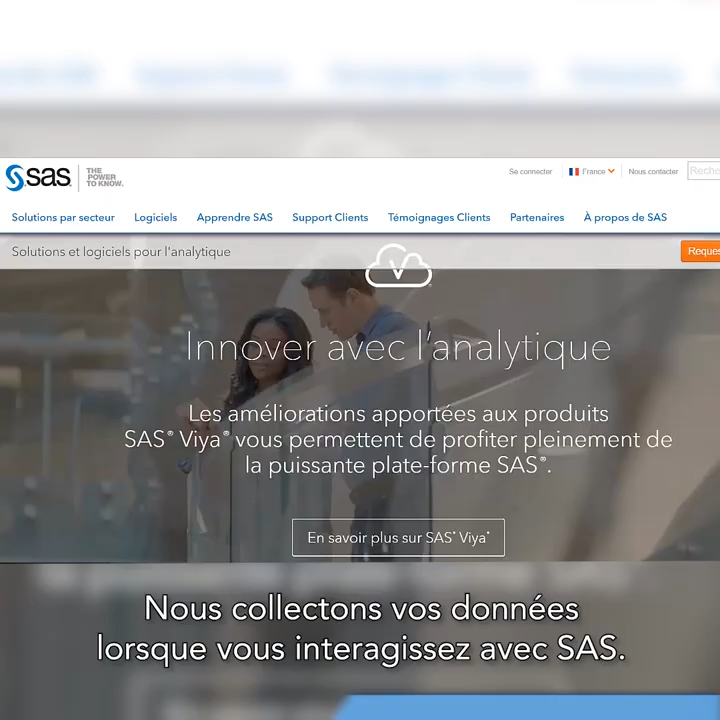 sas THE
POWER
TO KNOW.
Se connecter France Nous contacter
Solutions par secteur Logiciels Apprendre SAS Support Clients Témoignages Clients Partenaires À propos de SAS
Solutions et logiciels pour l'analytique
Innover avec l'analytique
Les améliorations apportées aux produits
SAS® Viya® vous permettent de profiter pleinement de
la puissante plate-forme SAS®.
En savoir plus sur SAS® Viya®
Nous collectons vos données
lorsque vous interagissez avec SAS.